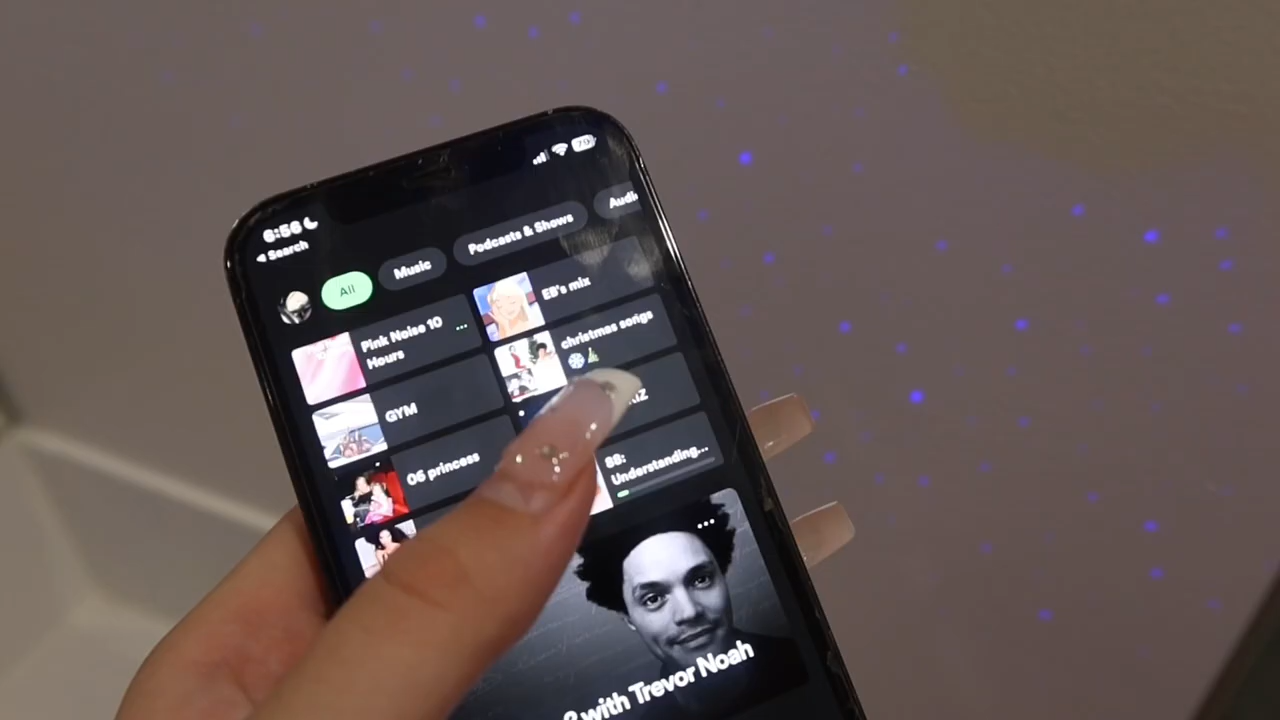 6:56
79
◀ Search
All
Music
Podcasts & Shows
Pink Noise 10
Hours
EB's mix
GYM
christmas songs
06 princess
88:
Understanding...
with Trevor Noah